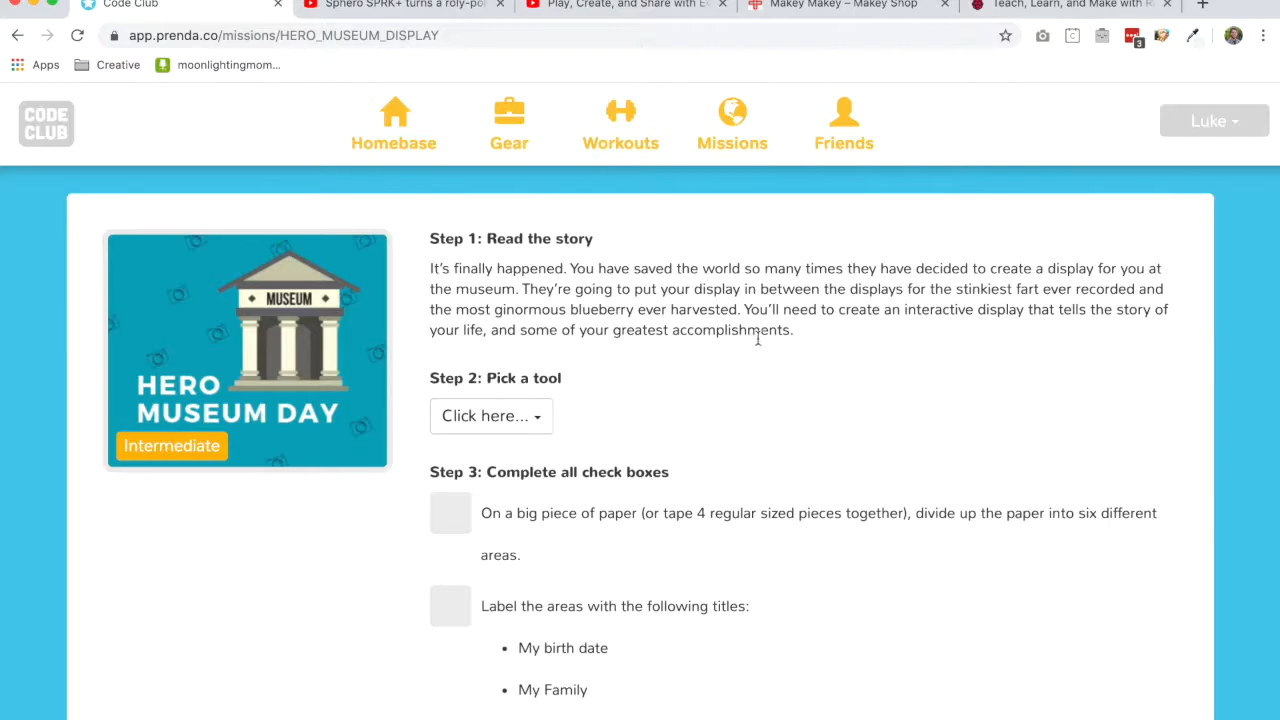 Code Club
Sphero SPRK+ turns a roly-pol
Play, Create, and Share with E
Makey Makey – Makey Shop
Teach, Learn, and Make with R
app.prenda.co/missions/HERO_MUSEUM_DISPLAY
3
Apps
Creative
moonlightingmom...
CODE
CLUB
Homebase
Gear
Workouts
Missions
Friends
Luke
MUSEUM
HERO
MUSEUM DAY
Intermediate
Step 1: Read the story
It's finally happened. You have saved the world so many times they have decided to create a display for you at
the museum. They're going to put your display in between the displays for the stinkiest fart ever recorded and
the most ginormous blueberry ever harvested. You'll need to create an interactive display that tells the story of
your life, and some of your greatest accomplishments.
Step 2: Pick a tool
Click here...
Step 3: Complete all check boxes
On a big piece of paper (or tape 4 regular sized pieces together), divide up the paper into six different
areas.
Label the areas with the following titles:
• My birth date
• My Family